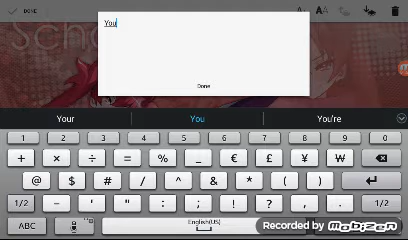 DONE
You
Scho
Done
Your You You're
1 2 3 4 5 6 7 8 9 0
+ × ÷ = % _ € £ ¥ ₩
@ $ # / ^ & * ( )
1/2 - ' " : ; ! ? , . 1/2
ABC English(US)
Recorded by Mobizen